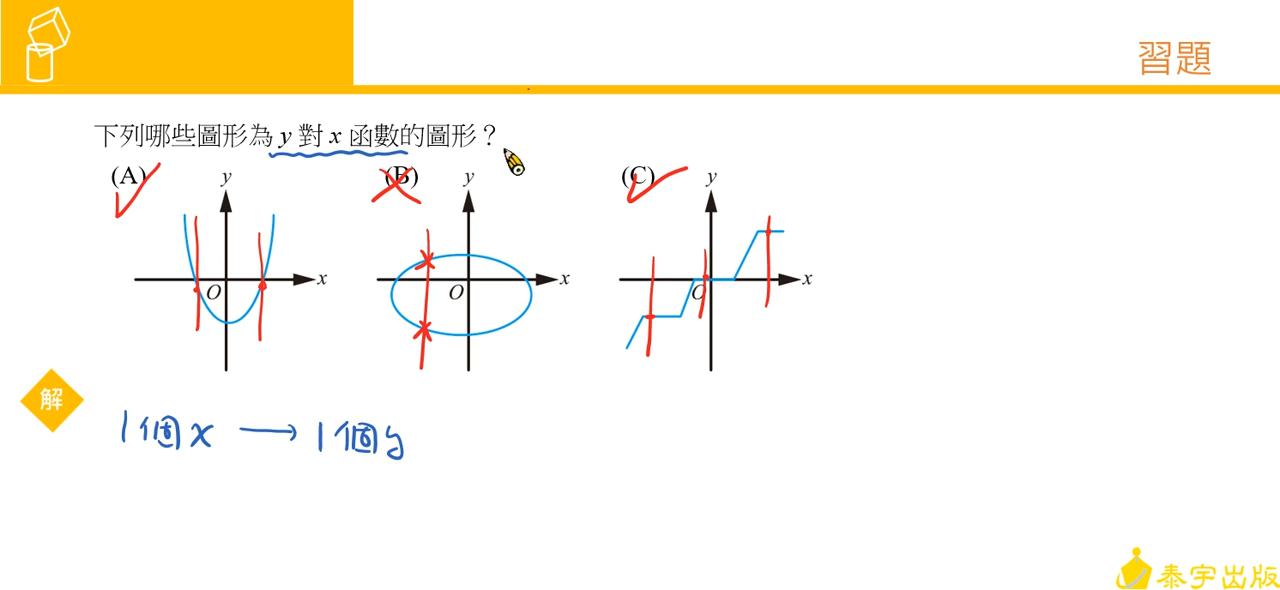 習題
下列哪些圖形為 y 對 x 函數的圖形？
(A) (B) (C)
y y y
x x x
O O O
解
1個x → 1個y
泰宇出版